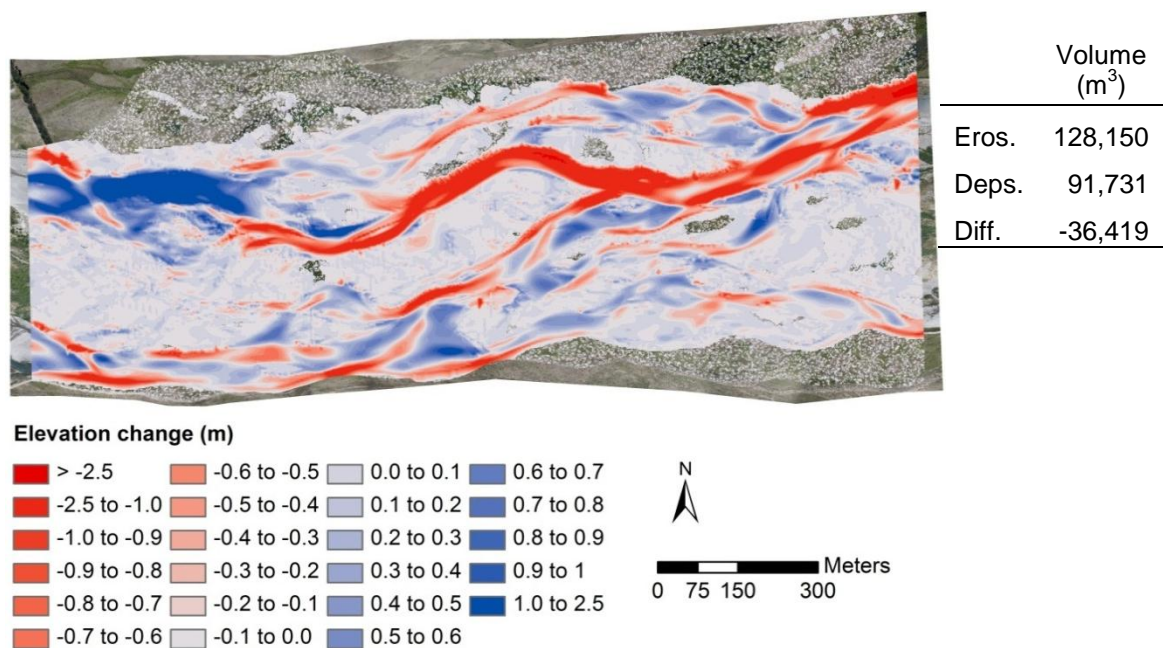 Volume
(m³)
Eros. 128,150
Deps. 91,731
Diff. -36,419
Elevation change (m)
> -2.5 -0.6 to -0.5 0.0 to 0.1 0.6 to 0.7
-2.5 to -1.0 -0.5 to -0.4 0.1 to 0.2 0.7 to 0.8
-1.0 to -0.9 -0.4 to -0.3 0.2 to 0.3 0.8 to 0.9
-0.9 to -0.8 -0.3 to -0.2 0.3 to 0.4 0.9 to 1
-0.8 to -0.7 -0.2 to -0.1 0.4 to 0.5 1.0 to 2.5
-0.7 to -0.6 -0.1 to 0.0 0.5 to 0.6
N
Meters
0 75 150 300